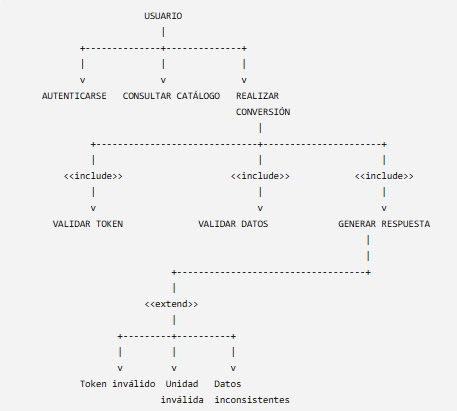 USUARIO
AUTENTICARSE CONSULTAR CATÁLOGO REALIZAR
CONVERSIÓN
<<include>> <<include>> <<include>>
VALIDAR TOKEN VALIDAR DATOS GENERAR RESPUESTA
<<extend>>
Token inválido Unidad Datos
inválida inconsistentes